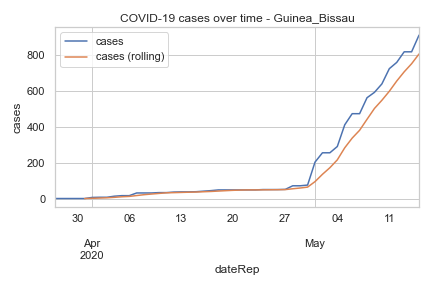 COVID-19 cases over time - Guinea_Bissau
cases
cases (rolling)
cases
800
600
400
200
0
30 06 13 20 27 04 11
Apr May
2020
dateRep